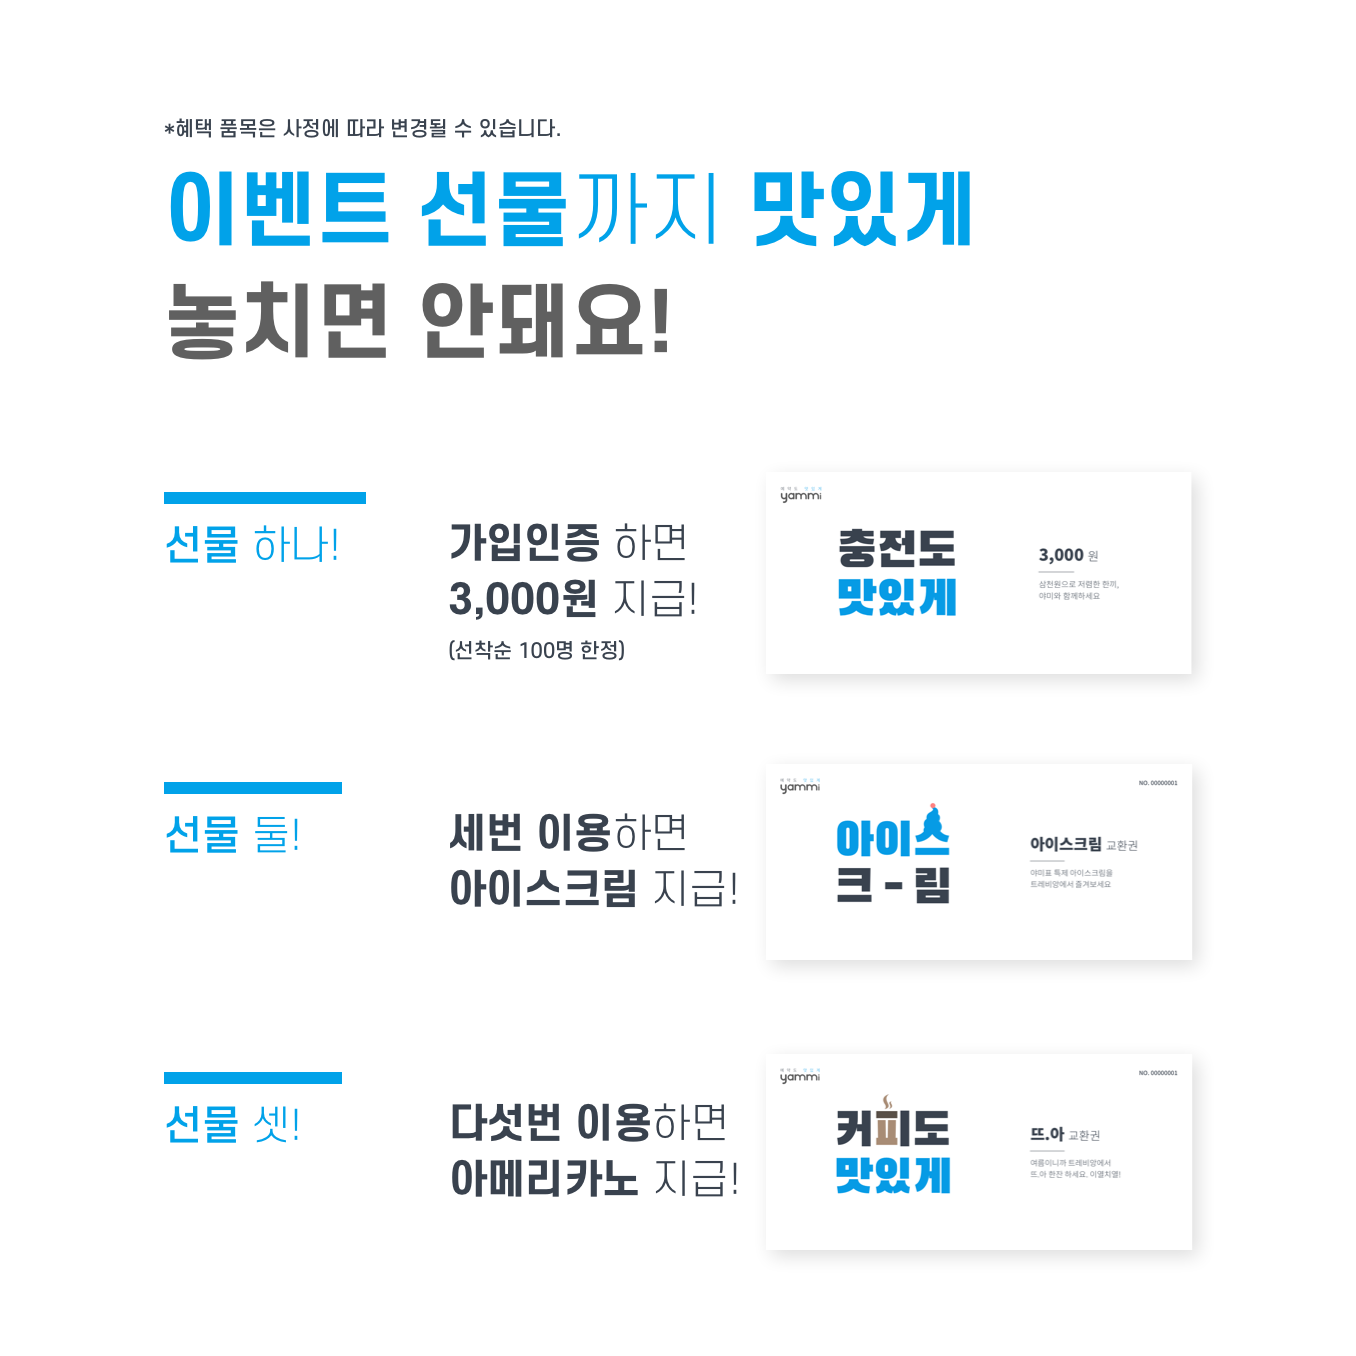 *혜택 품목은 사정에 따라 변경될 수 있습니다.
이벤트 선물까지 맛있게
놓치면 안돼요!
선물 하나!
가입인증 하면
3,000원 지급!
(선착순 100명 한정)
yammi
충전도
맛있게
3,000 원
삼천원으로 저렴한 한끼,
야미와 함께하세요
선물 둘!
세번 이용하면
아이스크림 지급!
yammi
NO. 00000001
아이스
크 - 림
아이스크림 교환권
야미표 특제 아이스크림을
트레비앙에서 즐겨보세요
선물 셋!
다섯번 이용하면
아메리카노 지급!
yammi
NO. 00000001
커피도
맛있게
뜨.아 교환권
여름이니까 트레비앙에서
뜨.아 한잔 하세요. 이열치열!